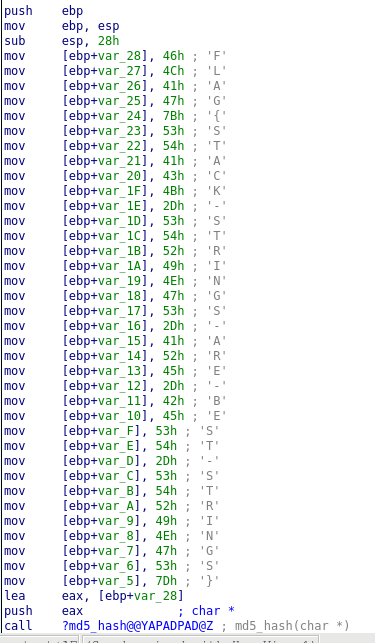 push ebp
mov ebp, esp
sub esp, 28h
mov [ebp+var_28], 46h ; 'F'
mov [ebp+var_27], 4Ch ; 'L'
mov [ebp+var_26], 41h ; 'A'
mov [ebp+var_25], 47h ; 'G'
mov [ebp+var_24], 7Bh ; '{'
mov [ebp+var_23], 53h ; 'S'
mov [ebp+var_22], 54h ; 'T'
mov [ebp+var_21], 41h ; 'A'
mov [ebp+var_20], 43h ; 'C'
mov [ebp+var_1F], 4Bh ; 'K'
mov [ebp+var_1E], 2Dh ; '-'
mov [ebp+var_1D], 53h ; 'S'
mov [ebp+var_1C], 54h ; 'T'
mov [ebp+var_1B], 52h ; 'R'
mov [ebp+var_1A], 49h ; 'I'
mov [ebp+var_19], 4Eh ; 'N'
mov [ebp+var_18], 47h ; 'G'
mov [ebp+var_17], 53h ; 'S'
mov [ebp+var_16], 2Dh ; '-'
mov [ebp+var_15], 41h ; 'A'
mov [ebp+var_14], 52h ; 'R'
mov [ebp+var_13], 45h ; 'E'
mov [ebp+var_12], 2Dh ; '-'
mov [ebp+var_11], 42h ; 'B'
mov [ebp+var_10], 45h ; 'E'
mov [ebp+var_F], 53h ; 'S'
mov [ebp+var_E], 54h ; 'T'
mov [ebp+var_D], 2Dh ; '-'
mov [ebp+var_C], 53h ; 'S'
mov [ebp+var_B], 54h ; 'T'
mov [ebp+var_A], 52h ; 'R'
mov [ebp+var_9], 49h ; 'I'
mov [ebp+var_8], 4Eh ; 'N'
mov [ebp+var_7], 47h ; 'G'
mov [ebp+var_6], 53h ; 'S'
mov [ebp+var_5], 7Dh ; '}'
lea eax, [ebp+var_28]
push eax ; char *
call ?md5_hash@@YAPADPAD@Z ; md5_hash(char *)